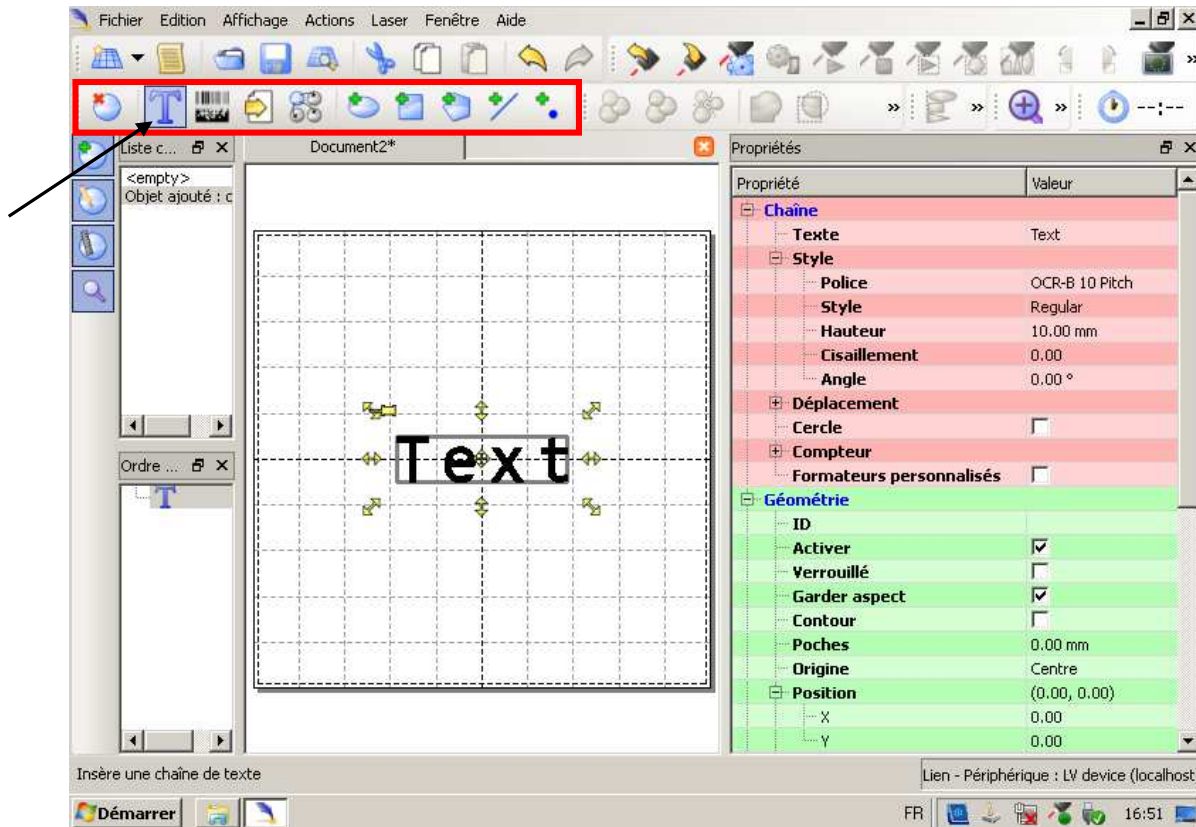 Fichier Edition Affichage Actions Laser Fenêtre Aide
--:--
Liste c...
Document2*
Propriétés
<empty>
Objet ajouté : c
Propriété Valeur
Chaîne
Texte Text
Style
Police OCR-B 10 Pitch
Style Regular
Hauteur 10.00 mm
Cisaillement 0.00
Angle 0.00 °
Déplacement
Cercle
Compteur
Formateurs personnalisés
Text
Ordre ...
T
Géométrie
ID
Activer
Verrouillé
Garder aspect
Contour
Poches 0.00 mm
Origine Centre
Position (0.00, 0.00)
X 0.00
Y 0.00
Insère une chaîne de texte
Lien - Périphérique : LV device (localhost
Démarrer
FR
16:51